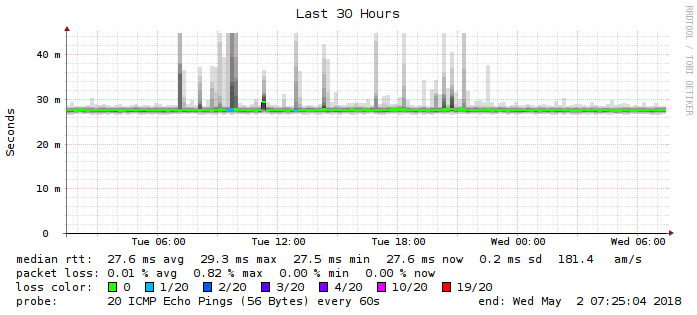 Last 30 Hours
RRDTOOL / TOBI OETIKER
Seconds
40 m
30 m
20 m
10 m
0
Tue 06:00 Tue 12:00 Tue 18:00 Wed 00:00 Wed 06:00
median rtt: 27.6 ms avg 29.3 ms max 27.5 ms min 27.6 ms now 0.2 ms sd 181.4 am/s
packet loss: 0.01 % avg 0.82 % max 0.00 % min 0.00 % now
loss color: 0 1/20 2/20 3/20 4/20 10/20 19/20
probe: 20 ICMP Echo Pings (56 Bytes) every 60s end: Wed May 2 07:25:04 2018